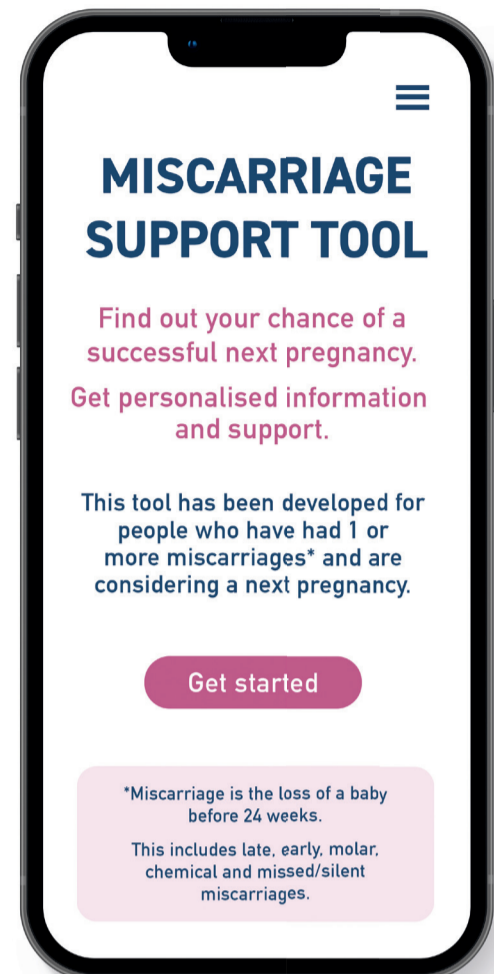 MISCARRIAGE
SUPPORT TOOL
Find out your chance of a
successful next pregnancy.
Get personalised information
and support.
This tool has been developed for
people who have had 1 or
more miscarriages* and are
considering a next pregnancy.
Get started
*Miscarriage is the loss of a baby
before 24 weeks.
This includes late, early, molar,
chemical and missed/silent
miscarriages.